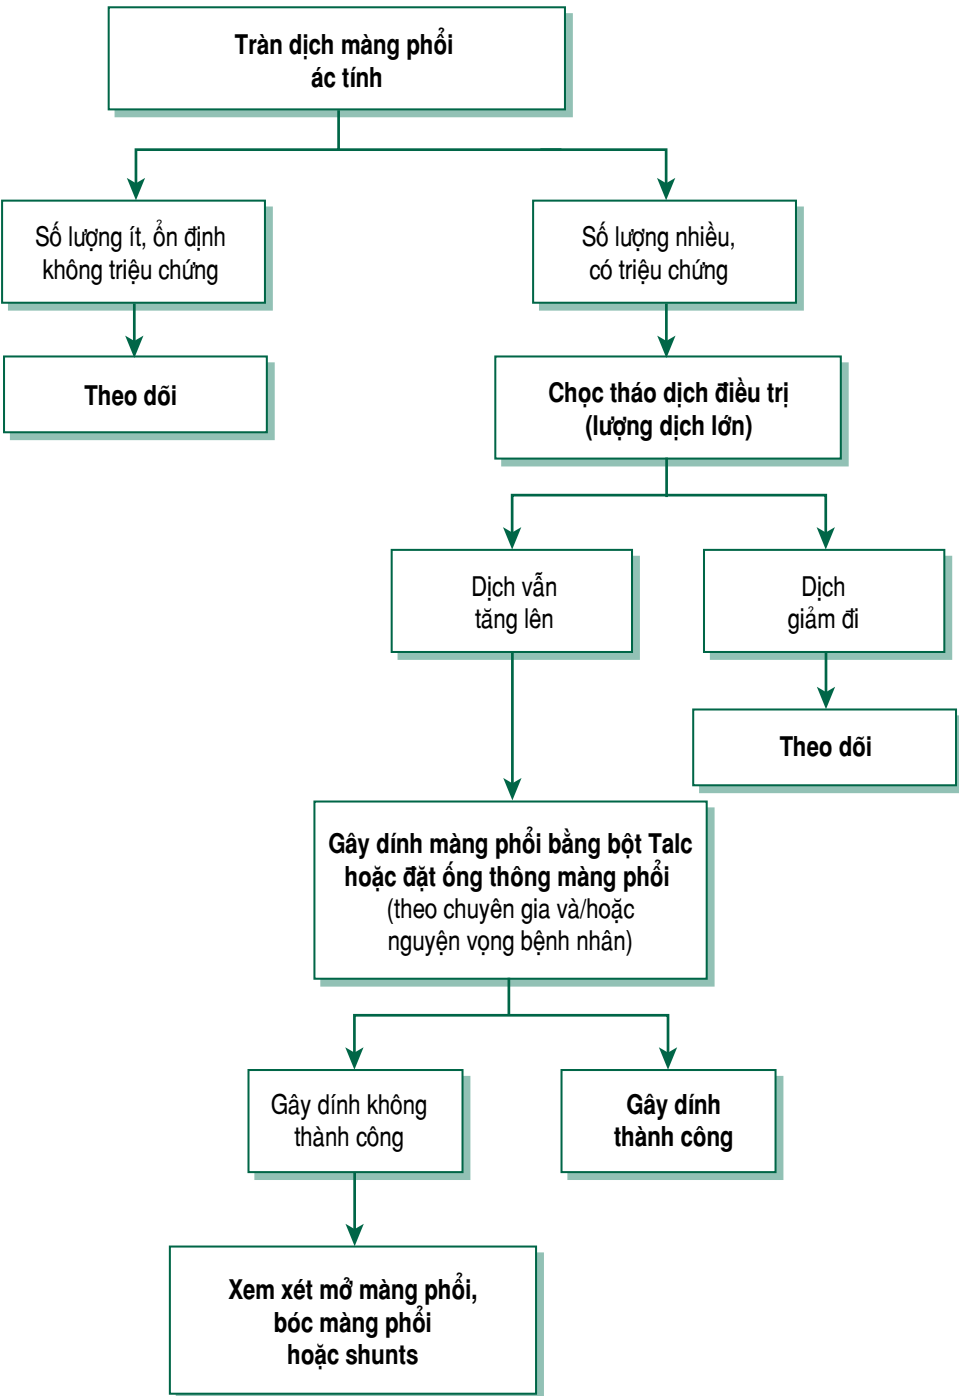 Tràn dịch màng phổi
ác tính
Số lượng ít, ổn định
không triệu chứng
Số lượng nhiều,
có triệu chứng
Theo dõi
Chọc tháo dịch điều trị
(lượng dịch lớn)
Dịch vẫn
tăng lên
Dịch
giảm đi
Theo dõi
Gây dính màng phổi bằng bột Talc
hoặc đặt ống thông màng phổi
(theo chuyên gia và/hoặc
nguyện vọng bệnh nhân)
Gây dính không
thành công
Gây dính
thành công
Xem xét mở màng phổi,
bóc màng phổi
hoặc shunts